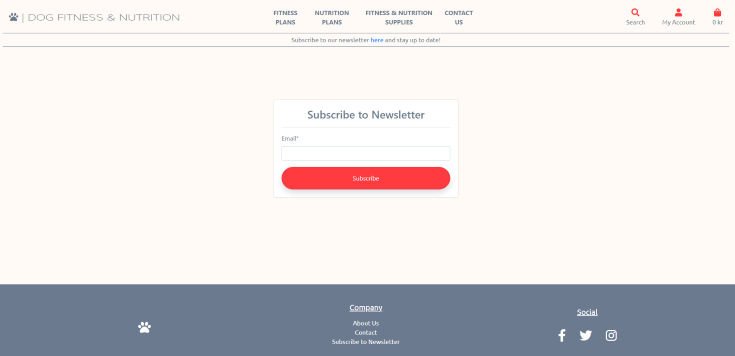 | DOG FITNESS & NUTRITION
FITNESS
PLANS
NUTRITION
PLANS
FITNESS & NUTRITION
SUPPLIES
CONTACT
US
Search
My Account
0 kr
Subscribe to our newsletter here and stay up to date!
Subscribe to Newsletter
Email*
Subscribe
Company
About Us
Contact
Subscribe to Newsletter
Social